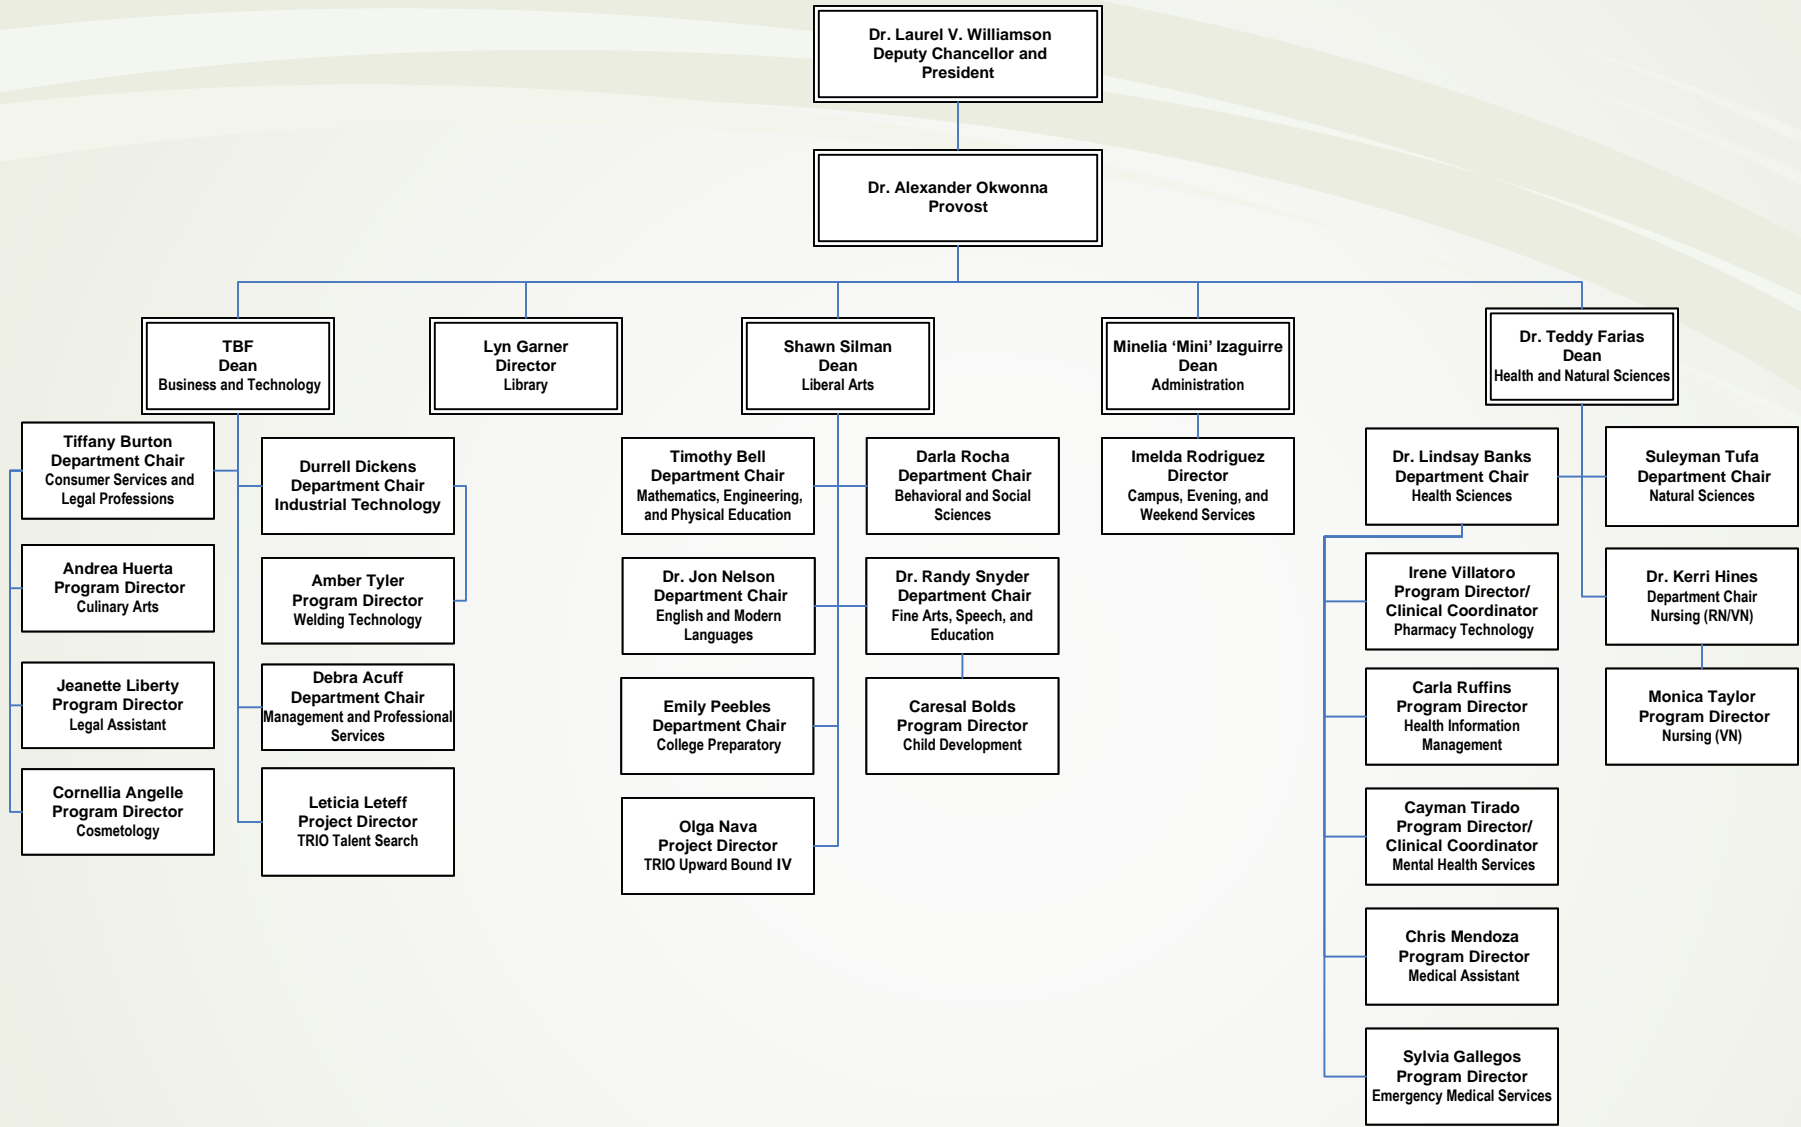 Dr. Laurel V. Williamson
Deputy Chancellor and
President
Dr. Alexander Okwonna
Provost
TBF
Dean
Business and Technology
Lyn Garner
Director
Library
Shawn Silman
Dean
Liberal Arts
Minelia ‘Mini’ Izaguirre
Dean
Administration
Dr. Teddy Farias
Dean
Health and Natural Sciences
Tiffany Burton
Department Chair
Consumer Services and
Legal Professions
Andrea Huerta
Program Director
Culinary Arts
Jeanette Liberty
Program Director
Legal Assistant
Cornellia Angelle
Program Director
Cosmetology
Durrell Dickens
Department Chair
Industrial Technology
Amber Tyler
Program Director
Welding Technology
Debra Acuff
Department Chair
Management and Professional
Services
Leticia Leteff
Project Director
TRIO Talent Search
Timothy Bell
Department Chair
Mathematics, Engineering,
and Physical Education
Dr. Jon Nelson
Department Chair
English and Modern
Languages
Emily Peebles
Department Chair
College Preparatory
Olga Nava
Project Director
TRIO Upward Bound IV
Darla Rocha
Department Chair
Behavioral and Social
Sciences
Dr. Randy Snyder
Department Chair
Fine Arts, Speech, and
Education
Caresal Bolds
Program Director
Child Development
Imelda Rodriguez
Director
Campus, Evening, and
Weekend Services
Dr. Lindsay Banks
Department Chair
Health Sciences
Irene Villatoro
Program Director/
Clinical Coordinator
Pharmacy Technology
Carla Ruffins
Program Director
Health Information
Management
Cayman Tirado
Program Director/
Clinical Coordinator
Mental Health Services
Chris Mendoza
Program Director
Medical Assistant
Sylvia Gallegos
Program Director
Emergency Medical Services
Suleyman Tufa
Department Chair
Natural Sciences
Dr. Kerri Hines
Department Chair
Nursing (RN/VN)
Monica Taylor
Program Director
Nursing (VN)